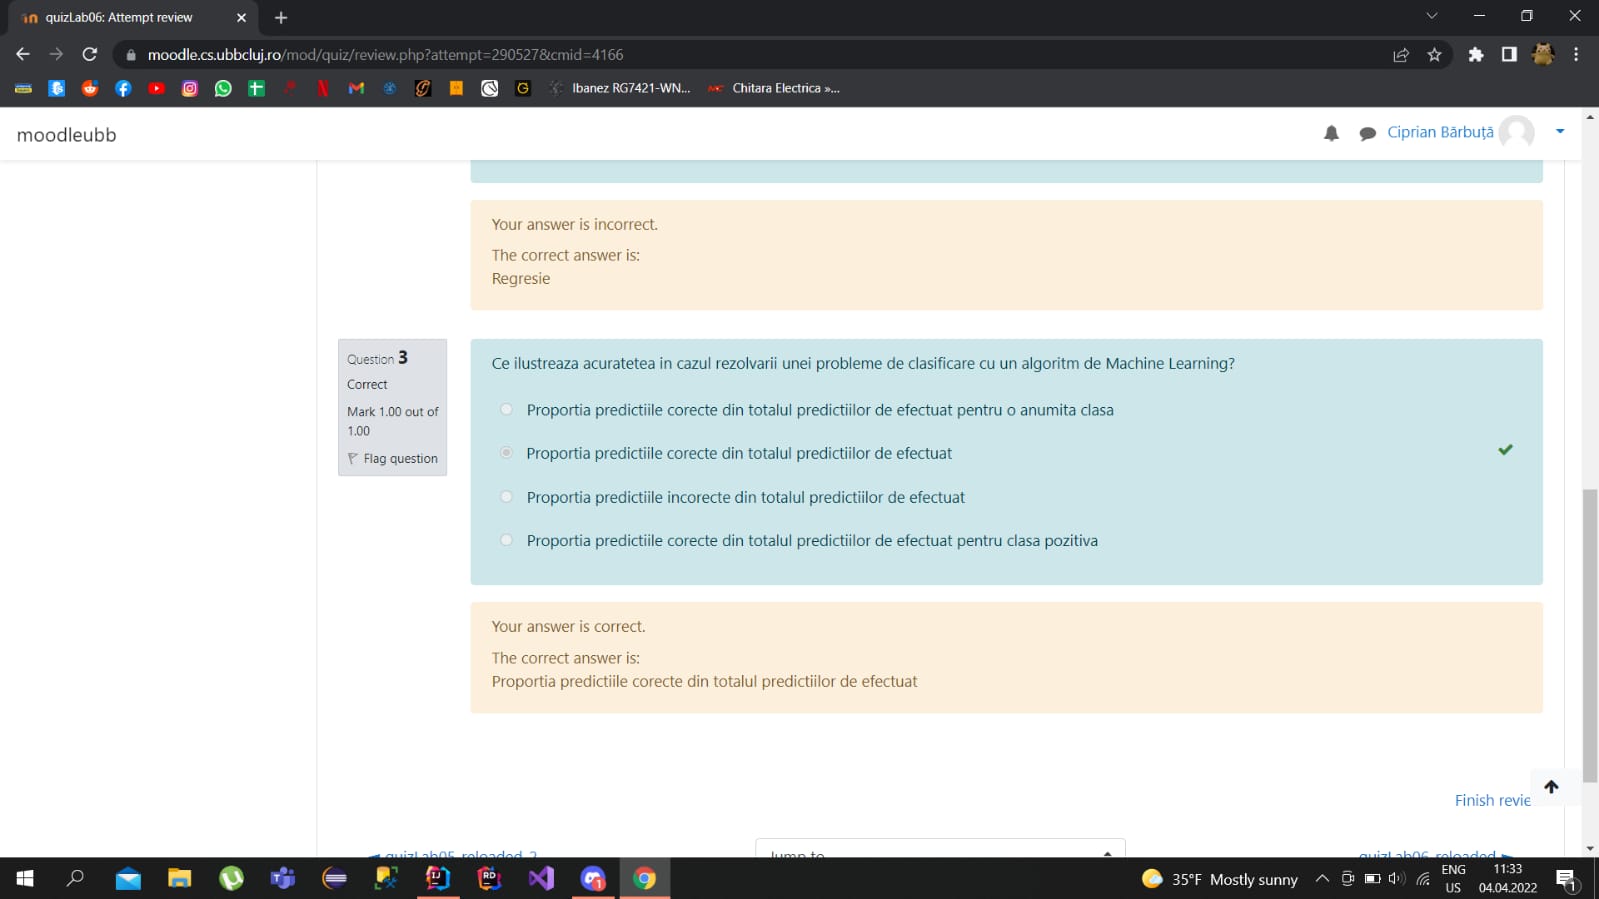 quizLab06: Attempt review
moodle.cs.ubbcluj.ro/mod/quiz/review.php?attempt=290527&cmid=4166
Ibanez RG7421-WN...
Chitara Electrica »...
moodleubb
Ciprian Bărbuță
Your answer is incorrect.
The correct answer is:
Regresie
Question 3
Correct
Mark 1.00 out of
1.00
Flag question
Ce ilustreaza acuratetea in cazul rezolvarii unei probleme de clasificare cu un algoritm de Machine Learning?
Proportia predictiile corecte din totalul predictiilor de efectuat pentru o anumita clasa
Proportia predictiile corecte din totalul predictiilor de efectuat
Proportia predictiile incorecte din totalul predictiilor de efectuat
Proportia predictiile corecte din totalul predictiilor de efectuat pentru clasa pozitiva
Your answer is correct.
The correct answer is:
Proportia predictiile corecte din totalul predictiilor de efectuat
Finish revie
◄ quizLab05_reloaded_2
Jump to...
quizLab06_reloaded ►
35°F Mostly sunny
ENG
US
11:33
04.04.2022
1
1